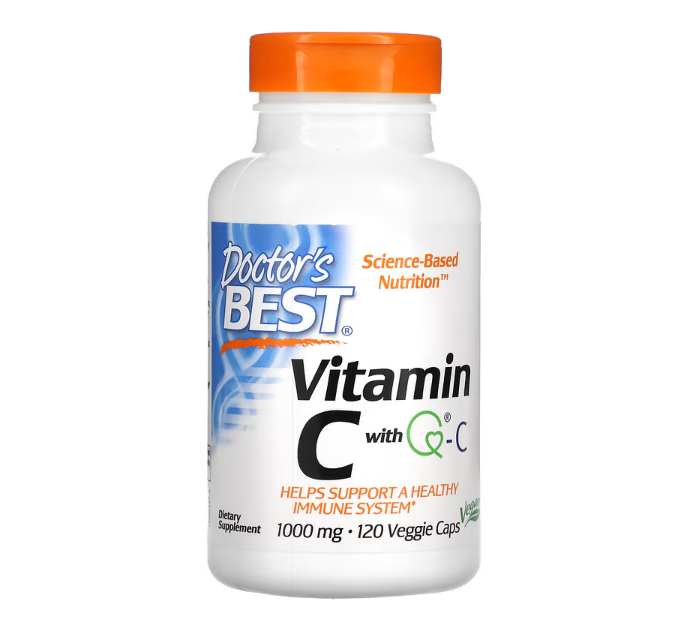 Doctor's
BEST®
Science-Based
Nutrition™
Vitamin
C with Q®-C
HELPS SUPPORT A HEALTHY
IMMUNE SYSTEM*
Dietary
Supplement
1000 mg • 120 Veggie Caps